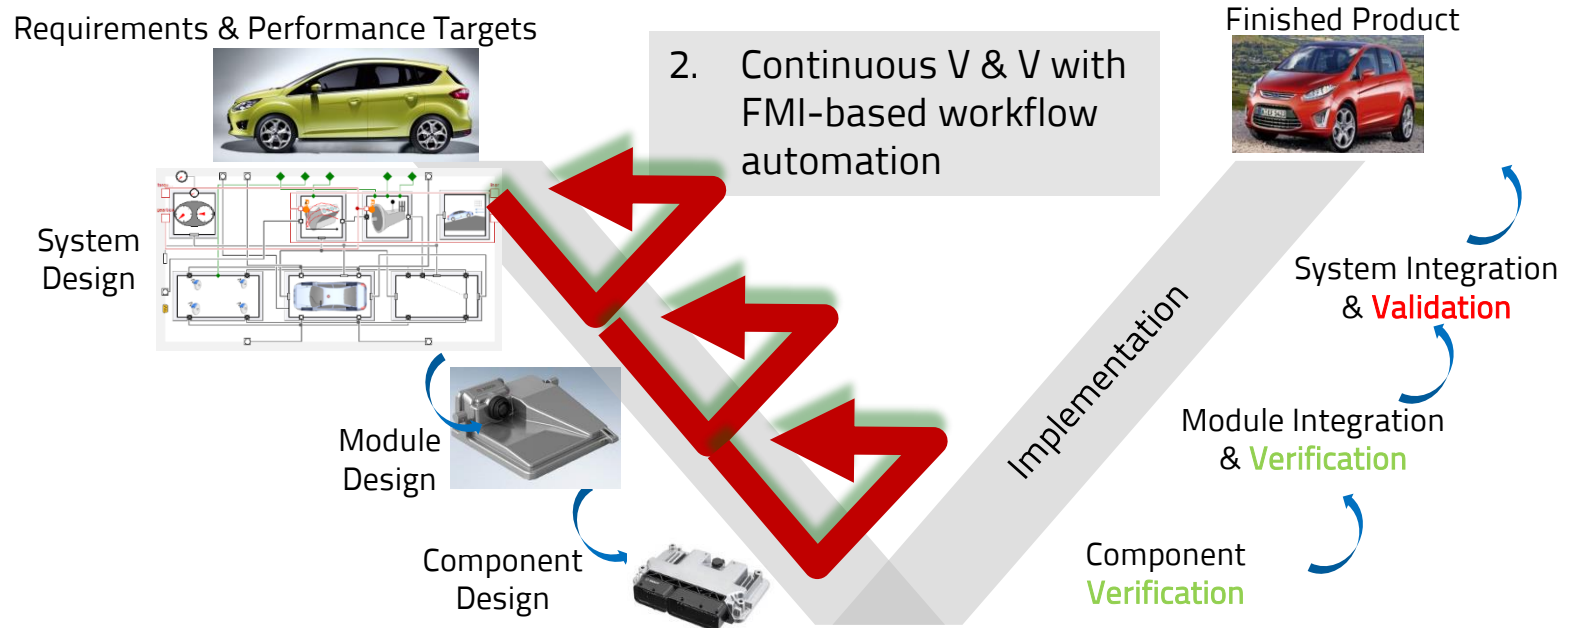 Requirements & Performance Targets
Finished Product
2. Continuous V & V with
FMI-based workflow
automation
System
Design
Module
Design
Component
Design
Implementation
System Integration
& Validation
Module Integration
& Verification
Component
Verification